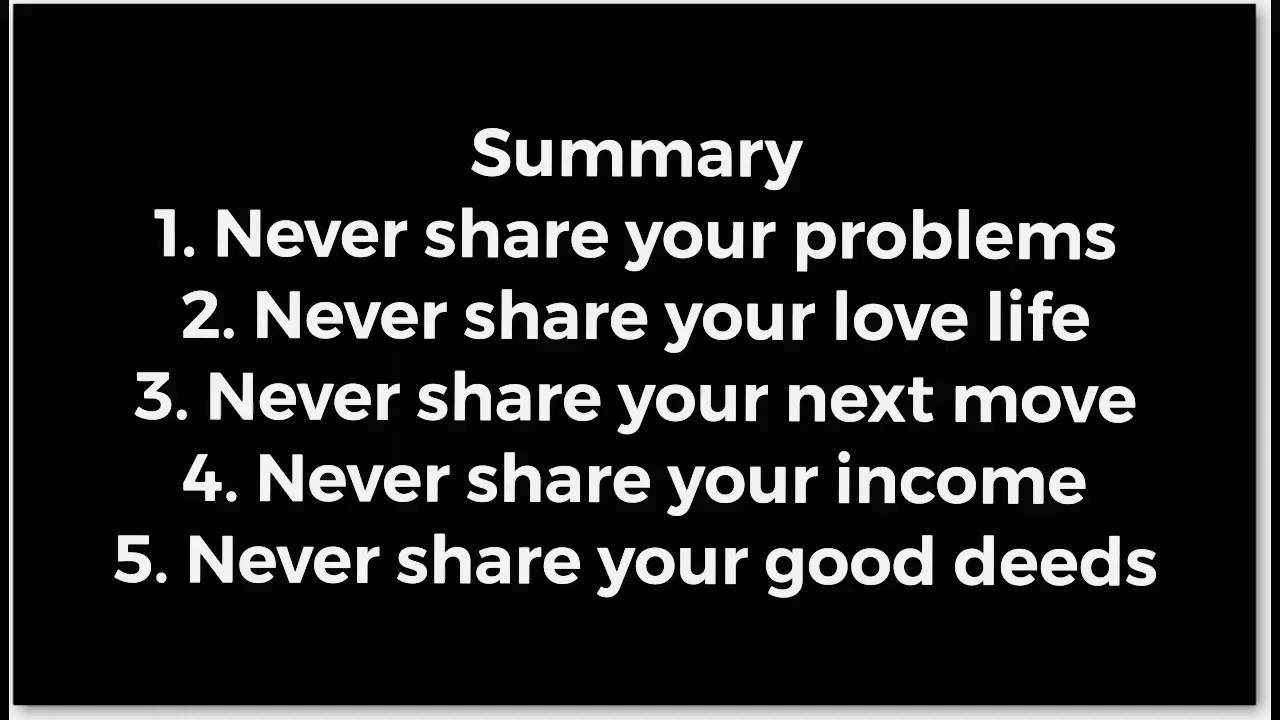 Summary
1. Never share your problems
2. Never share your love life
3. Never share your next move
4. Never share your income
5. Never share your good deeds